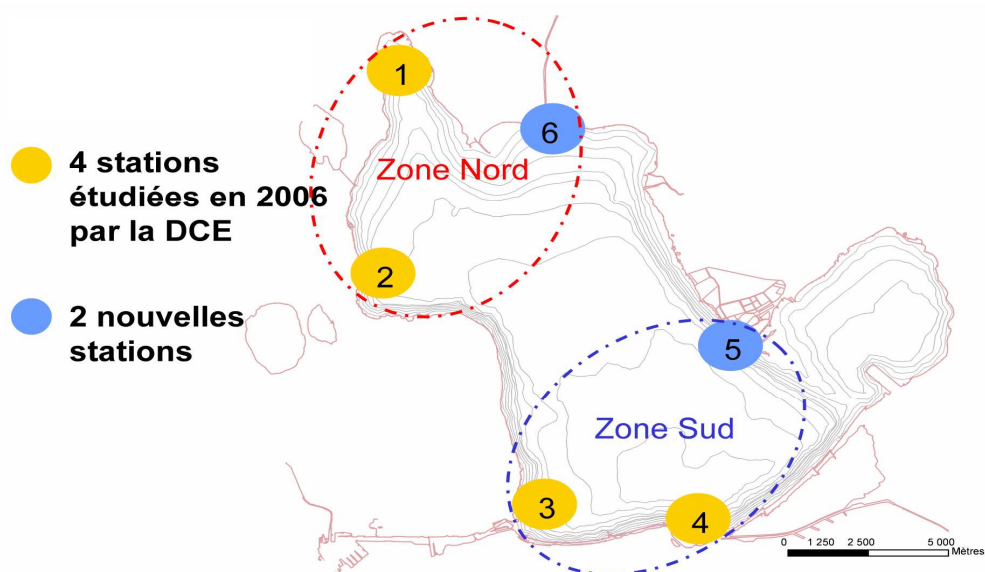 1
6
Zone Nord
4 stations
étudiées en 2006
par la DCE
2
2 nouvelles
stations
5
Zone Sud
3
4
0 1 250 2 500 5 000
Mètres